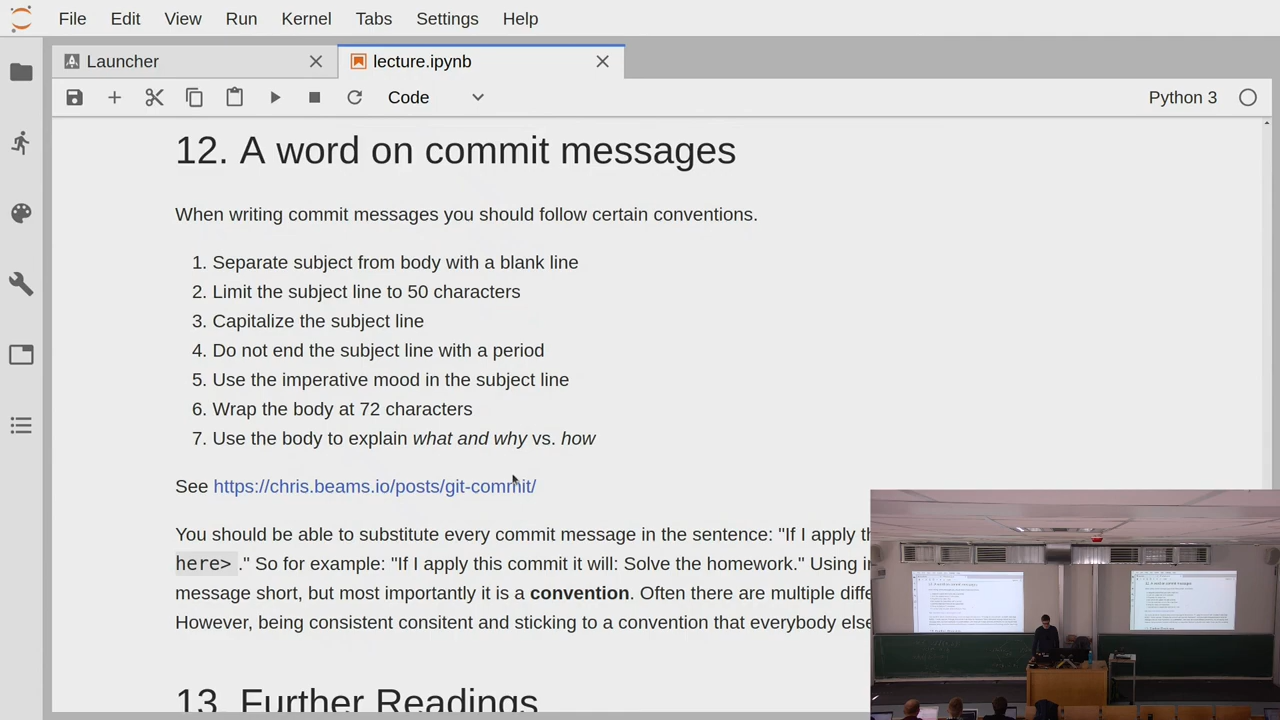 File Edit View Run Kernel Tabs Settings Help
Launcher
lecture.ipynb
Code
Python 3
12. A word on commit messages
When writing commit messages you should follow certain conventions.
1. Separate subject from body with a blank line
2. Limit the subject line to 50 characters
3. Capitalize the subject line
4. Do not end the subject line with a period
5. Use the imperative mood in the subject line
6. Wrap the body at 72 characters
7. Use the body to explain what and why vs. how
See https://chris.beams.io/posts/git-commit/
You should be able to substitute every commit message in the sentence: "If I apply th
here> ." So for example: "If I apply this commit it will: Solve the homework." Using i
message short, but most importantly it is a convention. Often there are multiple diffe
However, being consistent consitent and sticking to a convention that everybody else
13. Further Readings